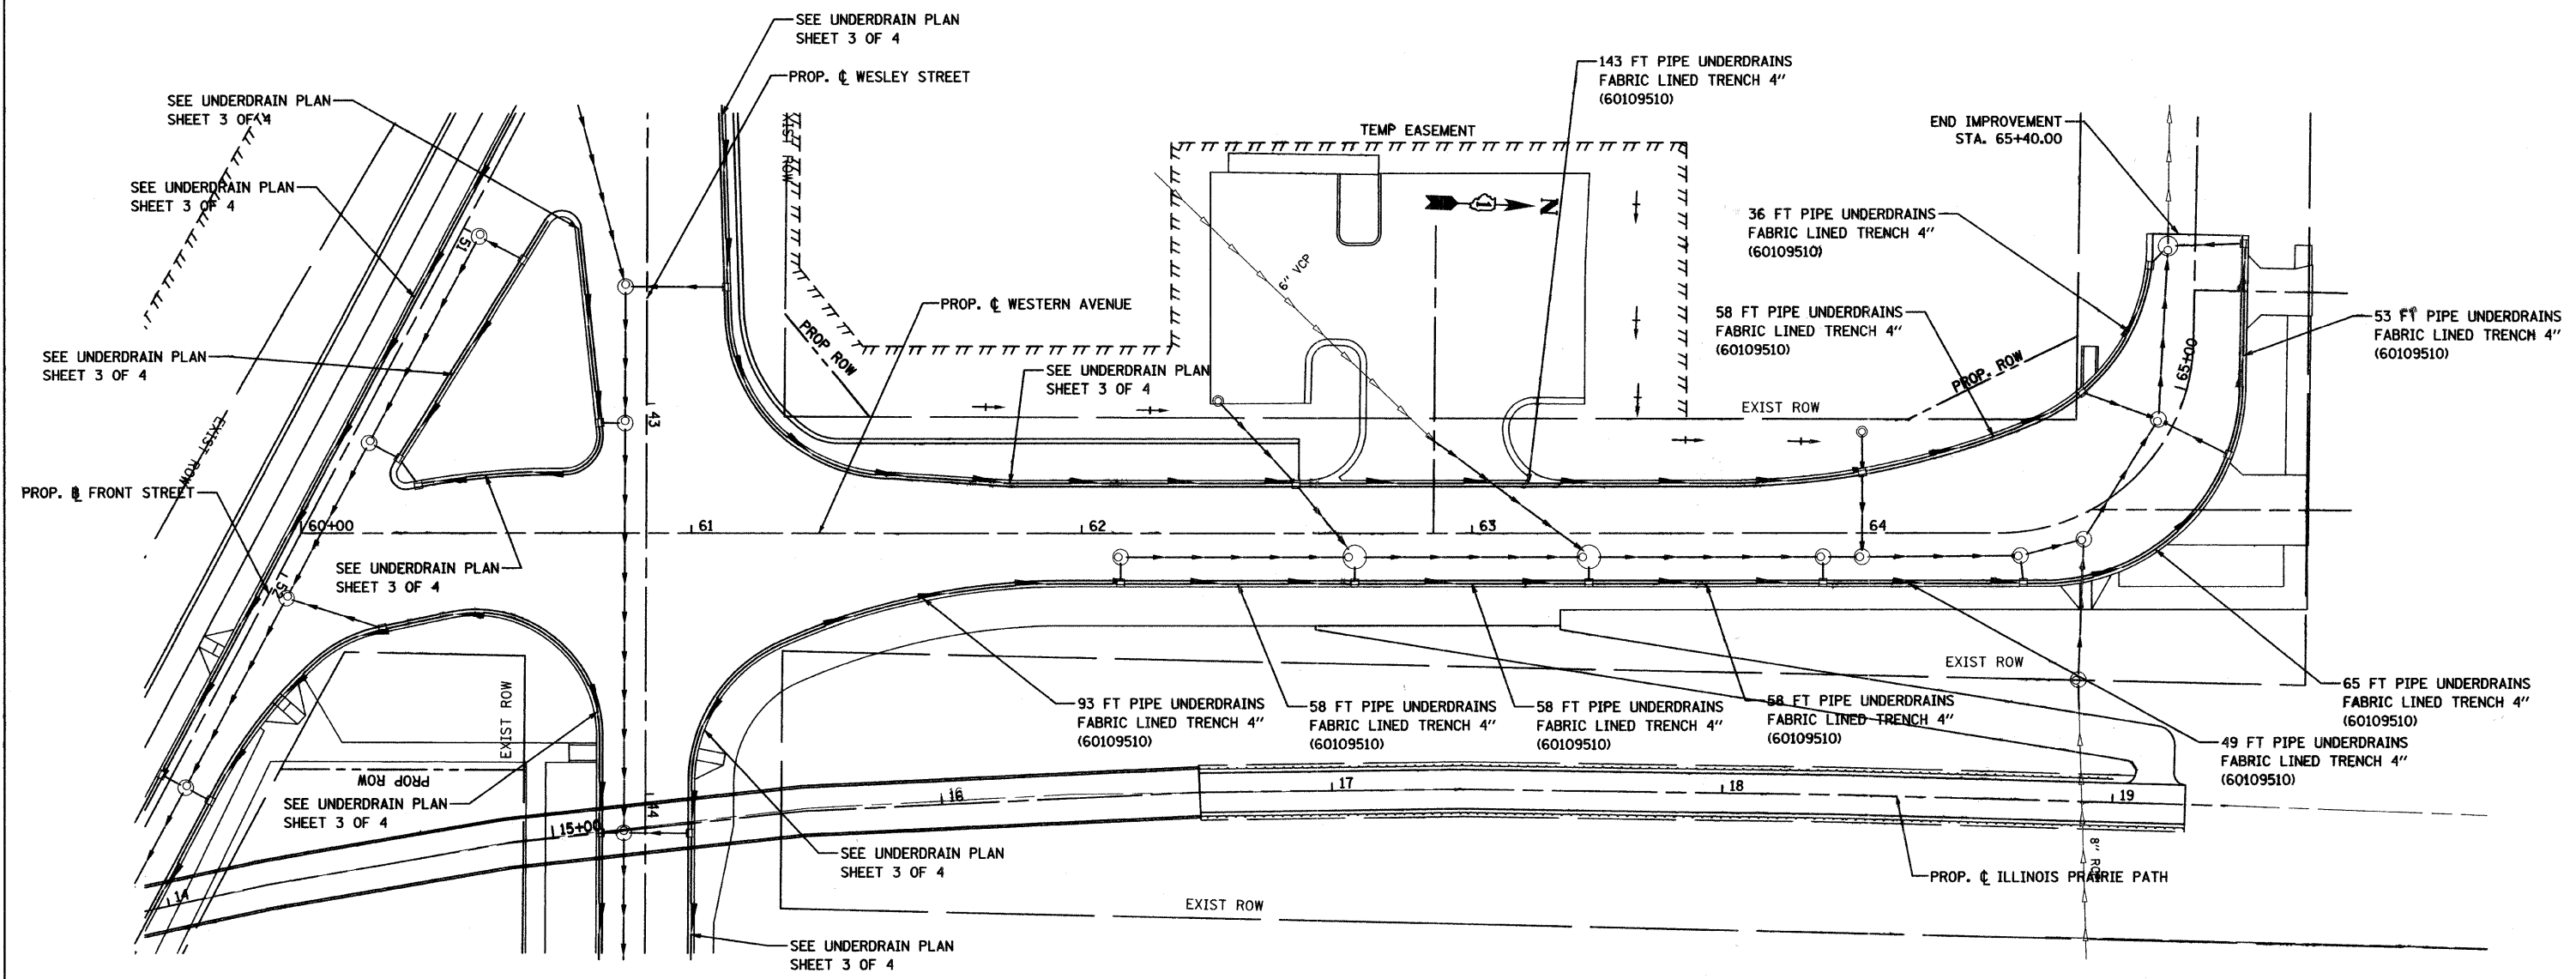 SEE UNDERDRAIN PLAN
SHEET 3 OF 4
PROP. ℄ WESLEY STREET
SEE UNDERDRAIN PLAN
SHEET 3 OF 4
SEE UNDERDRAIN PLAN
SHEET 3 OF 4
SEE UNDERDRAIN PLAN
SHEET 3 OF 4
143 FT PIPE UNDERDRAINS
FABRIC LINED TRENCH 4"
(60109510)
TEMP EASEMENT
END IMPROVEMENT
STA. 65+40.00
EXIST ROW
N
36 FT PIPE UNDERDRAINS
FABRIC LINED TRENCH 4"
(60109510)
58 FT PIPE UNDERDRAINS
FABRIC LINED TRENCH 4"
(60109510)
53 FT PIPE UNDERDRAINS
FABRIC LINED TRENCH 4"
(60109510)
6" VCP
PROP. ℄ WESTERN AVENUE
PROP ROW
SEE UNDERDRAIN PLAN
SHEET 3 OF 4
PROP. ROW
EXIST ROW
65+00
51
43
EXIST ROW
PROP. FRONT STREET
60+00
61
62
63
64
SEE UNDERDRAIN PLAN
SHEET 3 OF 4
52
EXIST ROW
EXIST ROW
93 FT PIPE UNDERDRAINS
FABRIC LINED TRENCH 4"
(60109510)
58 FT PIPE UNDERDRAINS
FABRIC LINED TRENCH 4"
(60109510)
58 FT PIPE UNDERDRAINS
FABRIC LINED TRENCH 4"
(60109510)
58 FT PIPE UNDERDRAINS
FABRIC LINED TRENCH 4"
(60109510)
65 FT PIPE UNDERDRAINS
FABRIC LINED TRENCH 4"
(60109510)
49 FT PIPE UNDERDRAINS
FABRIC LINED TRENCH 4"
(60109510)
PROP ROW
SEE UNDERDRAIN PLAN
SHEET 3 OF 4
44
14
15+00
16
17
18
19
SEE UNDERDRAIN PLAN
SHEET 3 OF 4
8"
PROP. ℄ ILLINOIS PRAIRIE PATH
EXIST ROW
SEE UNDERDRAIN PLAN
SHEET 3 OF 4